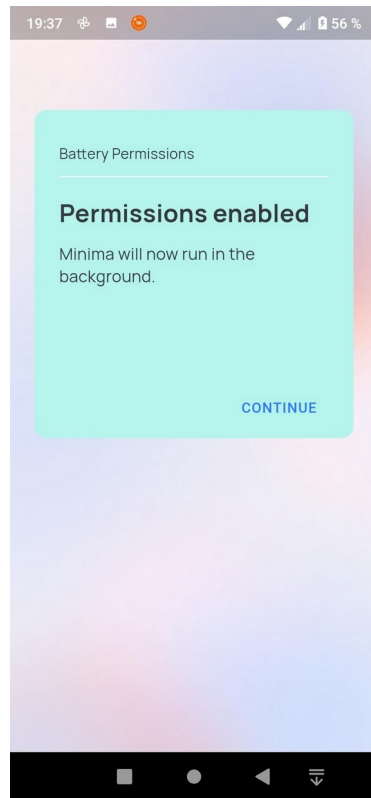 19:37
56 %
Battery Permissions
Permissions enabled
Minima will now run in the
background.
CONTINUE